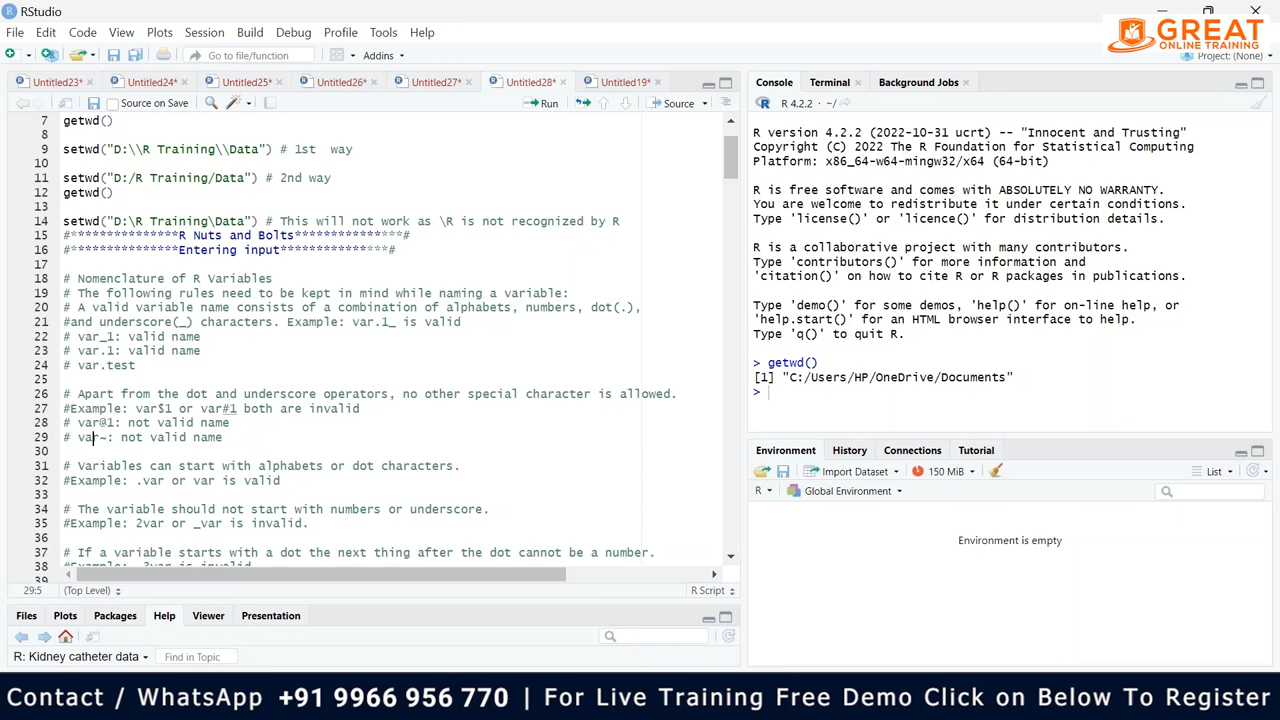 RStudio
File Edit Code View Plots Session Build Debug Profile Tools Help
GREAT
ONLINE TRAINING
Go to file/function Addins
Project: (None)
Untitled23* Untitled24* Untitled25* Untitled26* Untitled27* Untitled28* Untitled19*
Source on Save Run Source
7 getwd()
8
9 setwd("D:\\R Training\\Data") # 1st  way
10
11 setwd("D:/R Training/Data") # 2nd way
12 getwd()
13
14 setwd("D:\R Training\Data") # This will not work as \R is not recognized by R
15 #***************R Nuts and Bolts***************#
16 #***************Entering input***************#
17
18 # Nomenclature of R Variables
19 # The following rules need to be kept in mind while naming a variable:
20 # A valid variable name consists of a combination of alphabets, numbers, dot(.),
21 #and underscore(_) characters. Example: var.1_ is valid
22 # var_1: valid name
23 # var.1: valid name
24 # var.test
25
26 # Apart from the dot and underscore operators, no other special character is allowed.
27 #Example: var$1 or var#1 both are invalid
28 # var@1: not valid name
29 # var~: not valid name
30
31 # Variables can start with alphabets or dot characters.
32 #Example: .var or var is valid
33
34 # The variable should not start with numbers or underscore.
35 #Example: 2var or _var is invalid.
36
37 # If a variable starts with a dot the next thing after the dot cannot be a number.
38 #Example: .3var is invalid
39
29:5 (Top Level) R Script
Files Plots Packages Help Viewer Presentation
R: Kidney catheter data Find in Topic
Console Terminal Background Jobs
R 4.2.2 · ~/
R version 4.2.2 (2022-10-31 ucrt) -- "Innocent and Trusting"
Copyright (C) 2022 The R Foundation for Statistical Computing
Platform: x86_64-w64-mingw32/x64 (64-bit)
R is free software and comes with ABSOLUTELY NO WARRANTY.
You are welcome to redistribute it under certain conditions.
Type 'license()' or 'licence()' for distribution details.
R is a collaborative project with many contributors.
Type 'contributors()' for more information and
'citation()' on how to cite R or R packages in publications.
Type 'demo()' for some demos, 'help()' for on-line help, or
'help.start()' for an HTML browser interface to help.
Type 'q()' to quit R.
> getwd()
[1] "C:/Users/HP/OneDrive/Documents"
>
Environment History Connections Tutorial
Import Dataset 150 MiB List
R Global Environment
Environment is empty
Contact / WhatsApp +91 9966 956 770 | For Live Training Free Demo Click on Below To Register